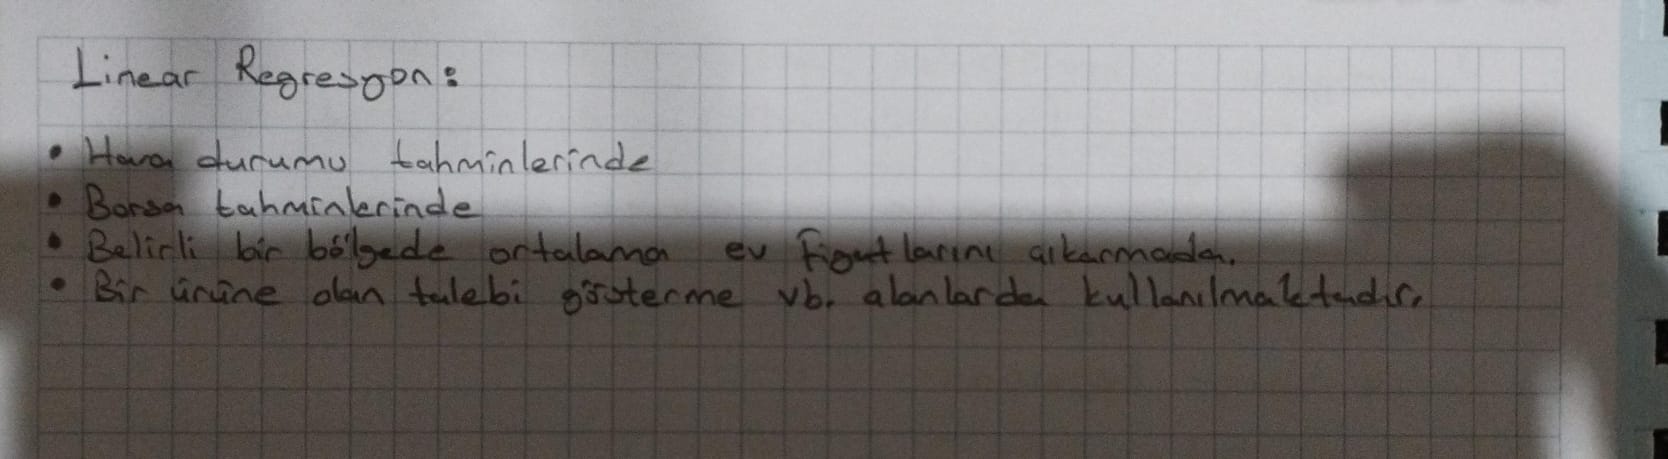 Linear Regresyon:
• Hava durumu tahminlerinde
• Borsa tahminlerinde
• Belirli bir bölgede ortalama ev fiyatlarını çıkarmada.
• Bir ürüne olan talebi gösterme vb. alanlarda kullanılmaktadır.